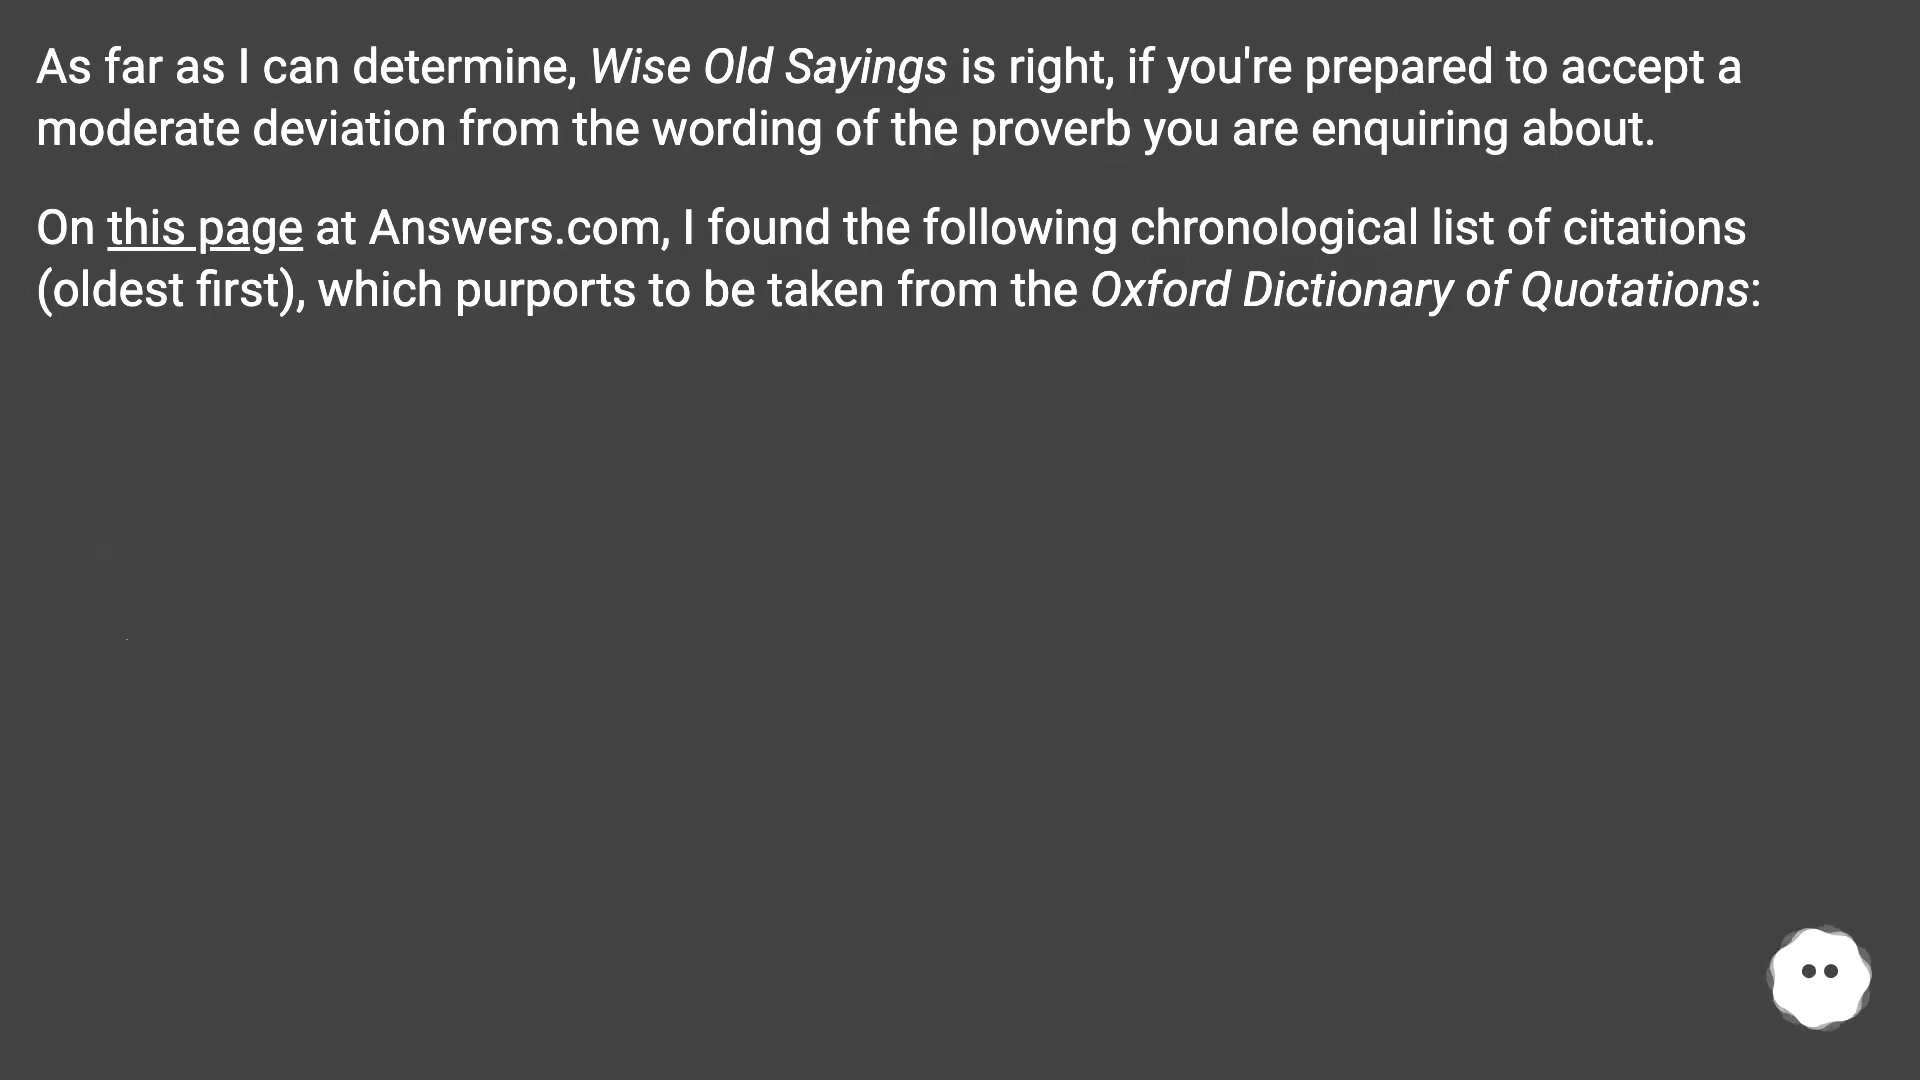 As far as I can determine, Wise Old Sayings is right, if you're prepared to accept a
moderate deviation from the wording of the proverb you are enquiring about.
On this page at Answers.com, I found the following chronological list of citations
(oldest first), which purports to be taken from the Oxford Dictionary of Quotations: